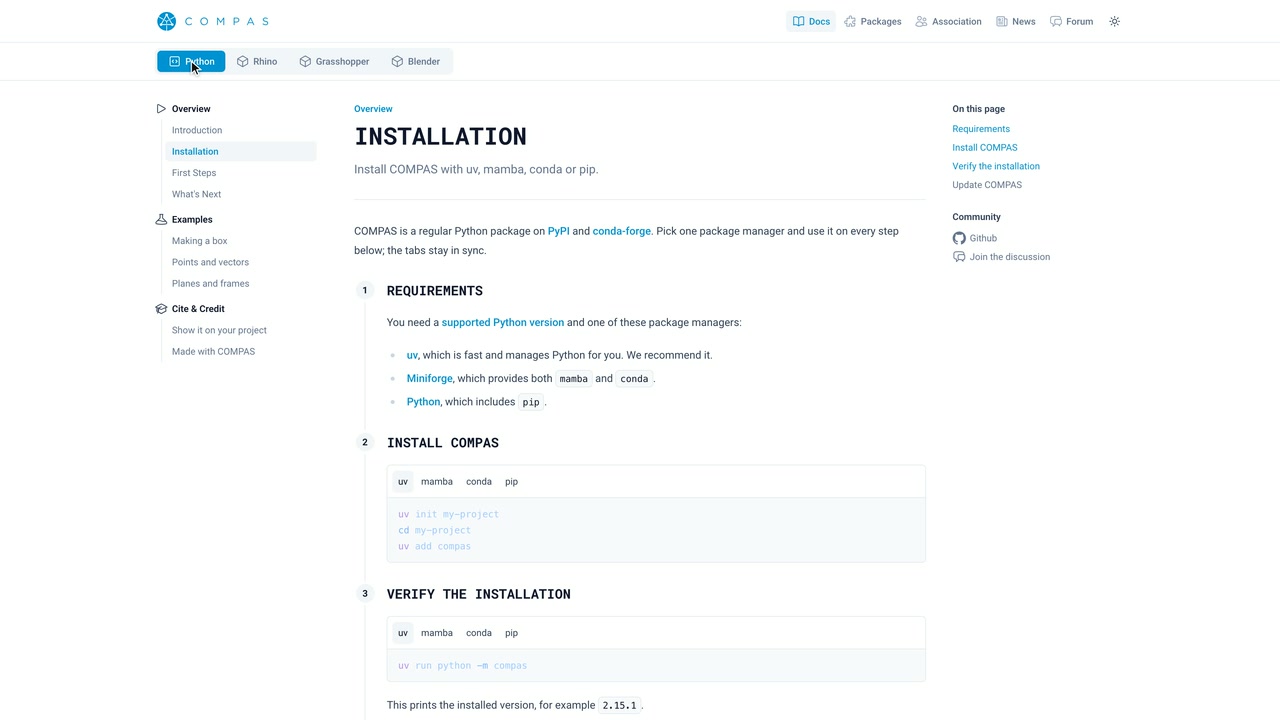 COMPAS
Docs
Packages
Association
News
Forum
Python
Rhino
Grasshopper
Blender
Overview
Introduction
Installation
First Steps
What's Next
Examples
Making a box
Points and vectors
Planes and frames
Cite & Credit
Show it on your project
Made with COMPAS
Overview
INSTALLATION
Install COMPAS with uv, mamba, conda or pip.
COMPAS is a regular Python package on PyPI and conda-forge. Pick one package manager and use it on every step
below; the tabs stay in sync.
1 REQUIREMENTS
You need a supported Python version and one of these package managers:
uv, which is fast and manages Python for you. We recommend it.
Miniforge, which provides both mamba and conda.
Python, which includes pip.
2 INSTALL COMPAS
uv mamba conda pip
uv init my-project
cd my-project
uv add compas
3 VERIFY THE INSTALLATION
uv mamba conda pip
uv run python -m compas
This prints the installed version, for example 2.15.1.
On this page
Requirements
Install COMPAS
Verify the installation
Update COMPAS
Community
Github
Join the discussion